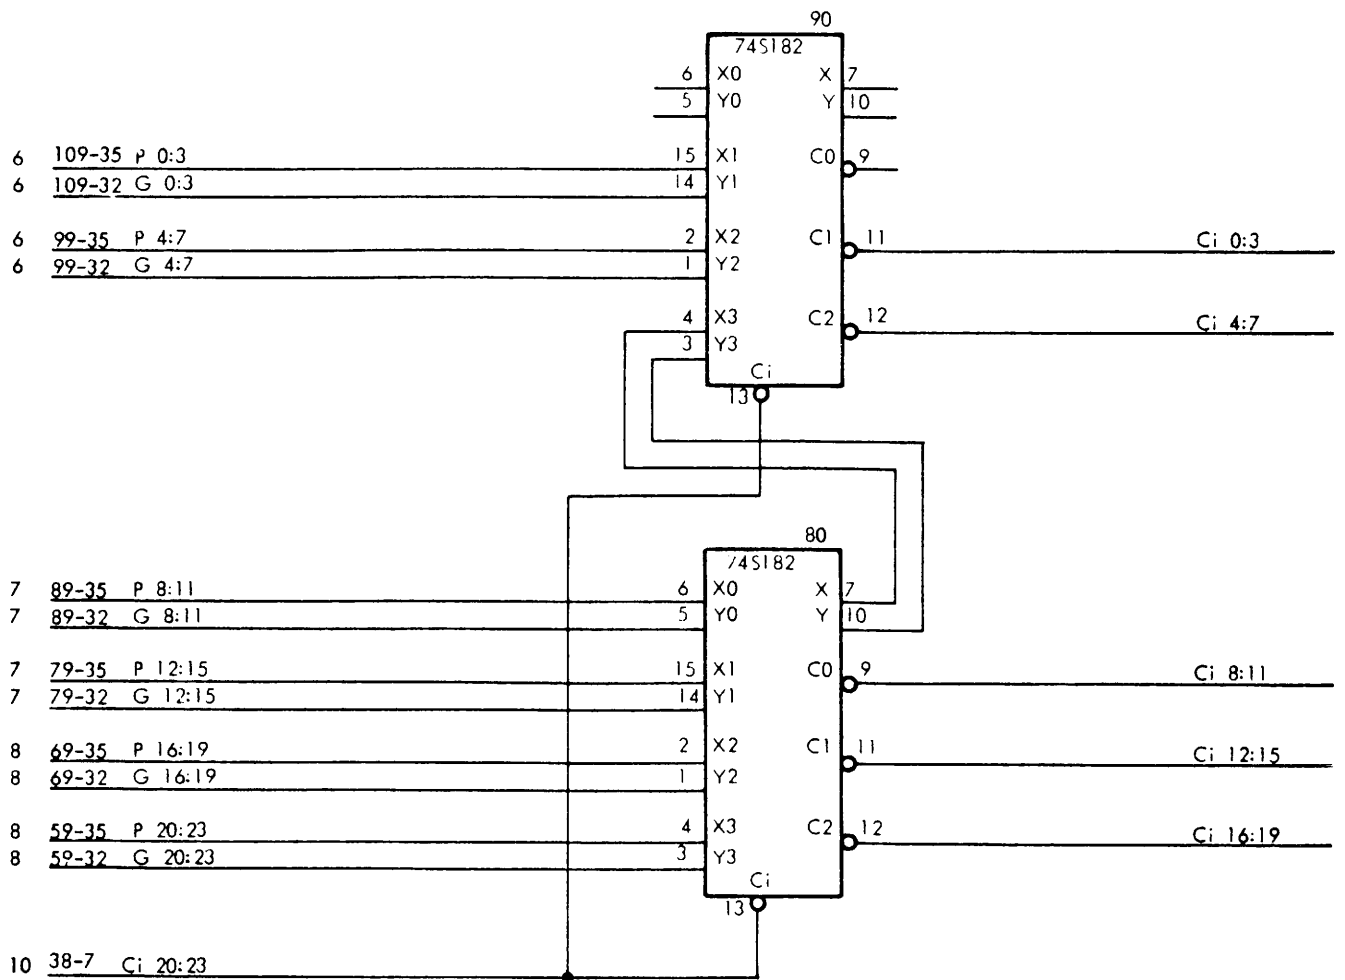 90
74S182
6 X0 X 7
5 Y0 Y 10
6 109-35 P 0:3 15 X1 C0 9
6 109-32 G 0:3 14 Y1
6 99-35 P 4:7 2 X2 C1 11 Ci 0:3
6 99-32 G 4:7 1 Y2
4 X3 C2 12 Ci 4:7
3 Y3
Ci
13
80
74S182
7 89-35 P 8:11 6 X0 X 7
7 89-32 G 8:11 5 Y0 Y 10
7 79-35 P 12:15 15 X1 C0 9 Ci 8:11
7 79-32 G 12:15 14 Y1
8 69-35 P 16:19 2 X2 C1 11 Ci 12:15
8 69-32 G 16:19 1 Y2
8 59-35 P 20:23 4 X3 C2 12 Ci 16:19
8 59-32 G 20:23 3 Y3
Ci
13
10 38-7 Ci 20:23